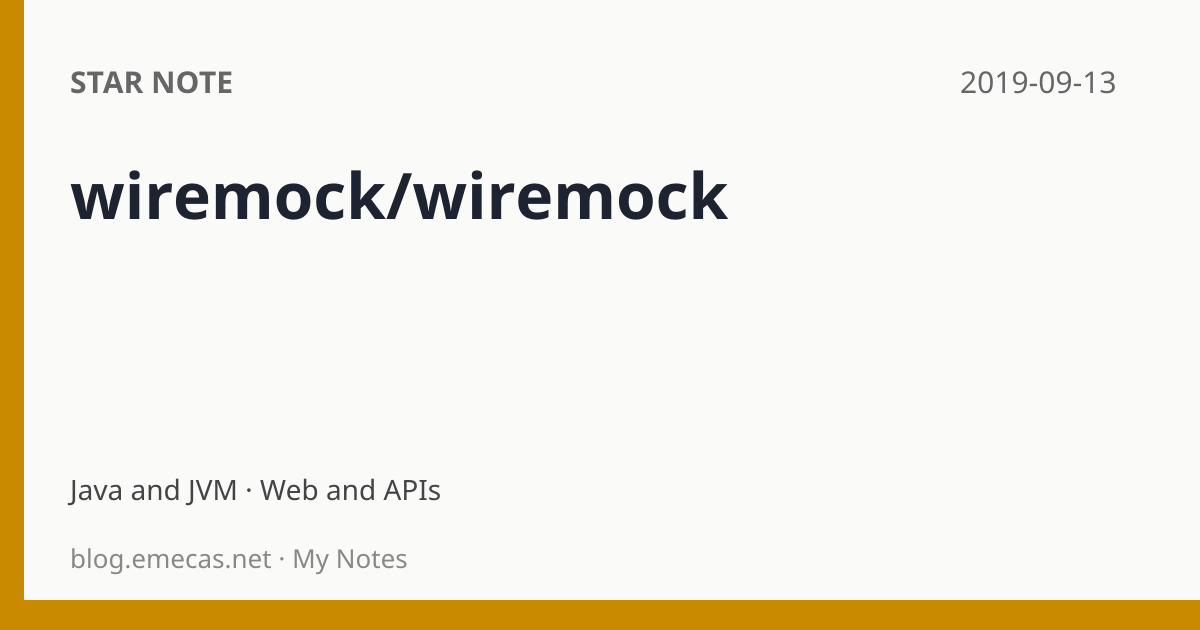 STAR NOTE
2019-09-13
wiremock/wiremock
Java and JVM · Web and APIs
blog.emecas.net · My Notes